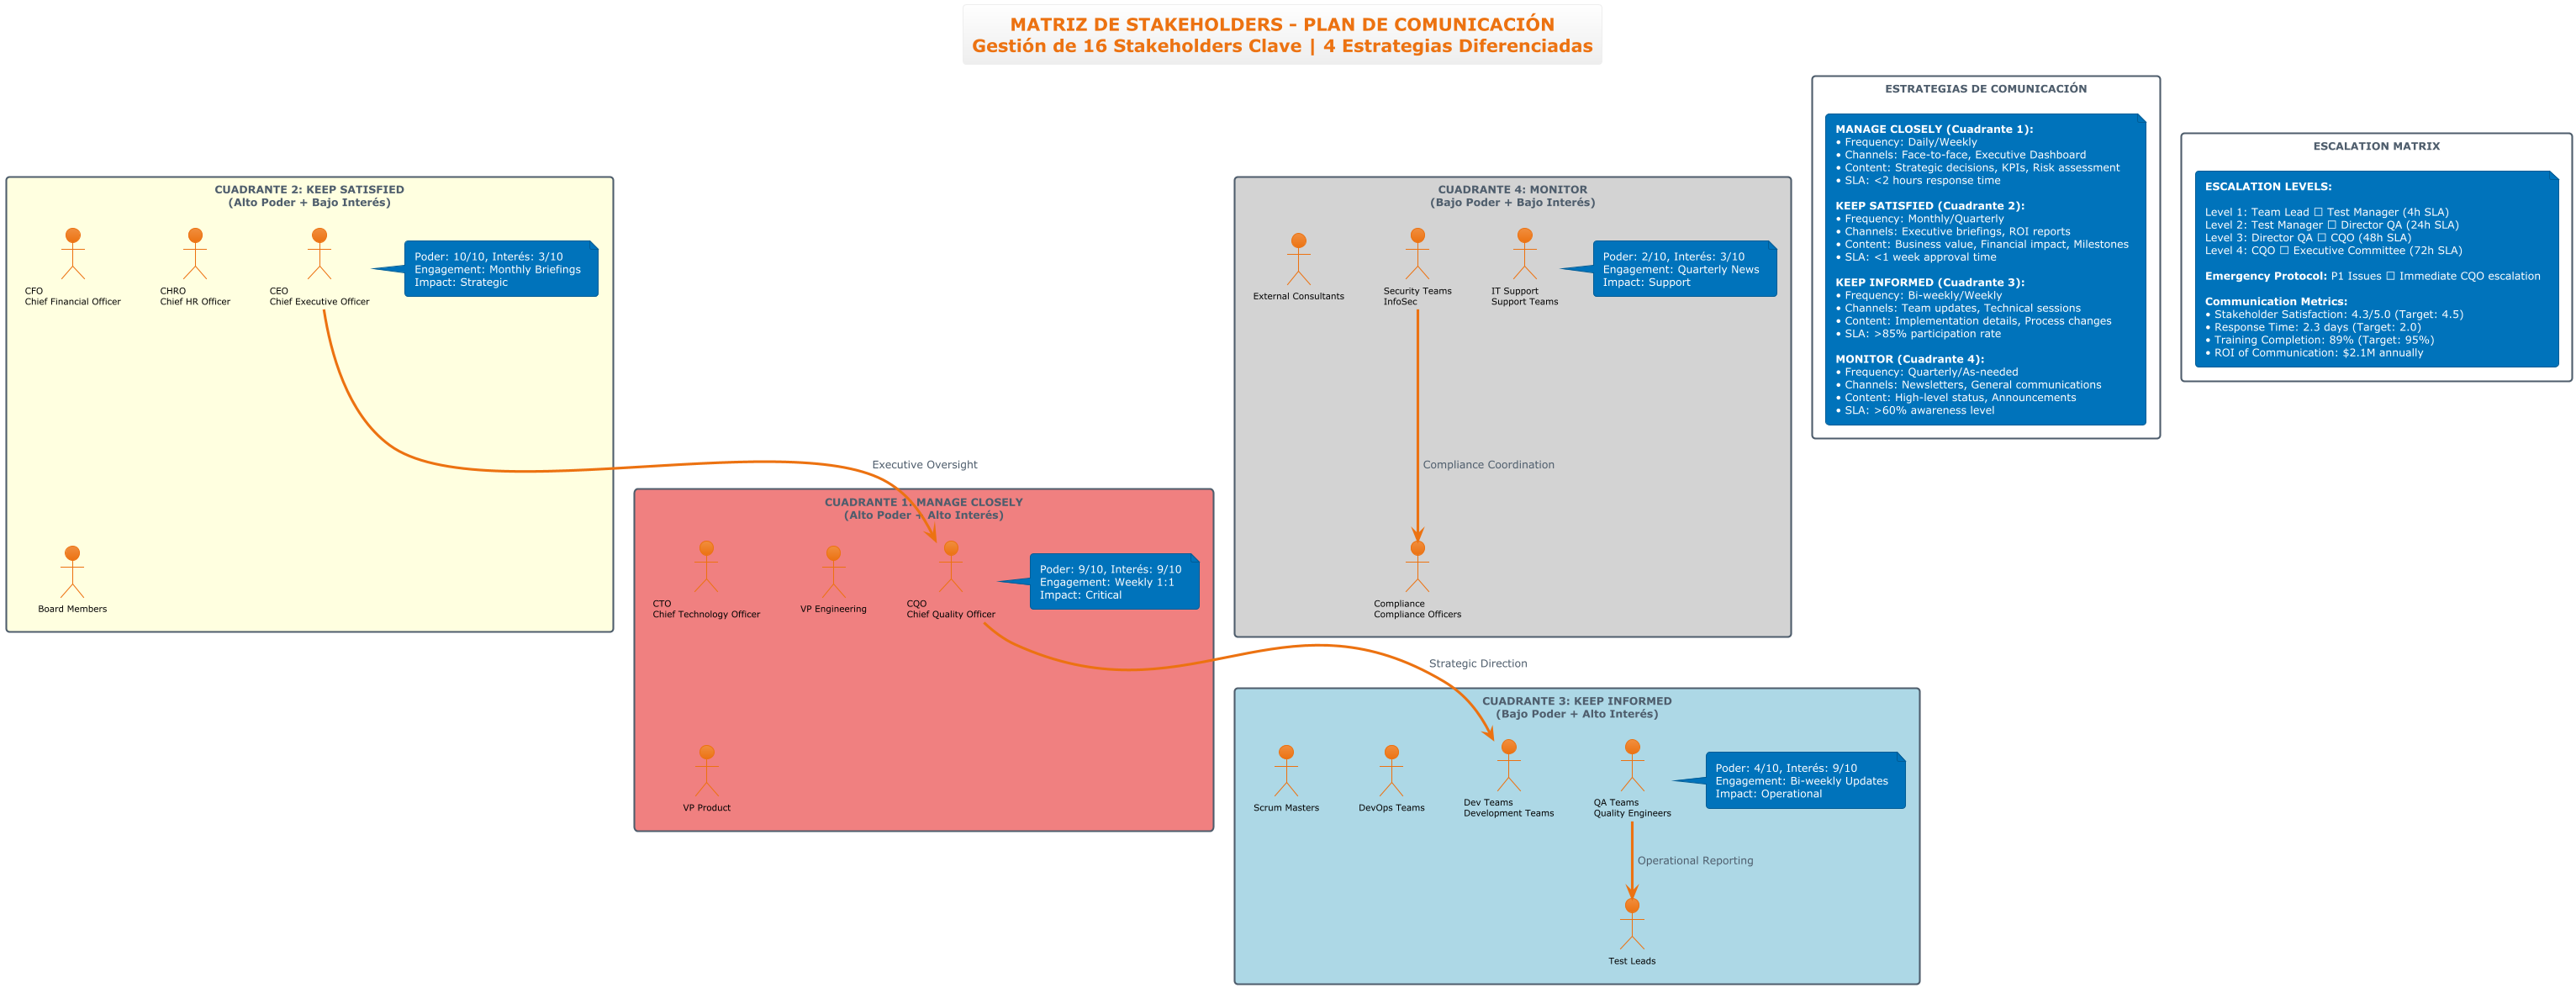 MATRIZ DE STAKEHOLDERS - PLAN DE COMUNICACIÓN
Gestión de 16 Stakeholders Clave | 4 Estrategias Diferenciadas
CUADRANTE 2: KEEP SATISFIED
(Alto Poder + Bajo Interés)
CFO
Chief Financial Officer
CHRO
Chief HR Officer
CEO
Chief Executive Officer
Poder: 10/10, Interés: 3/10
Engagement: Monthly Briefings
Impact: Strategic
Board Members
Executive Oversight
CUADRANTE 1: MANAGE CLOSELY
(Alto Poder + Alto Interés)
CTO
Chief Technology Officer
VP Engineering
CQO
Chief Quality Officer
Poder: 9/10, Interés: 9/10
Engagement: Weekly 1:1
Impact: Critical
VP Product
CUADRANTE 4: MONITOR
(Bajo Poder + Bajo Interés)
External Consultants
Security Teams
InfoSec
IT Support
Support Teams
Poder: 2/10, Interés: 3/10
Engagement: Quarterly News
Impact: Support
Compliance Coordination
Compliance
Compliance Officers
Strategic Direction
CUADRANTE 3: KEEP INFORMED
(Bajo Poder + Alto Interés)
Scrum Masters
DevOps Teams
Dev Teams
Development Teams
QA Teams
Quality Engineers
Poder: 4/10, Interés: 9/10
Engagement: Bi-weekly Updates
Impact: Operational
Operational Reporting
Test Leads
ESTRATEGIAS DE COMUNICACIÓN
MANAGE CLOSELY (Cuadrante 1):
• Frequency: Daily/Weekly
• Channels: Face-to-face, Executive Dashboard
• Content: Strategic decisions, KPIs, Risk assessment
• SLA: <2 hours response time
KEEP SATISFIED (Cuadrante 2):
• Frequency: Monthly/Quarterly
• Channels: Executive briefings, ROI reports
• Content: Business value, Financial impact, Milestones
• SLA: <1 week approval time
KEEP INFORMED (Cuadrante 3):
• Frequency: Bi-weekly/Weekly
• Channels: Team updates, Technical sessions
• Content: Implementation details, Process changes
• SLA: >85% participation rate
MONITOR (Cuadrante 4):
• Frequency: Quarterly/As-needed
• Channels: Newsletters, General communications
• Content: High-level status, Announcements
• SLA: >60% awareness level
ESCALATION MATRIX
ESCALATION LEVELS:
Level 1: Team Lead □ Test Manager (4h SLA)
Level 2: Test Manager □ Director QA (24h SLA)
Level 3: Director QA □ CQO (48h SLA)
Level 4: CQO □ Executive Committee (72h SLA)
Emergency Protocol: P1 Issues □ Immediate CQO escalation
Communication Metrics:
• Stakeholder Satisfaction: 4.3/5.0 (Target: 4.5)
• Response Time: 2.3 days (Target: 2.0)
• Training Completion: 89% (Target: 95%)
• ROI of Communication: $2.1M annually